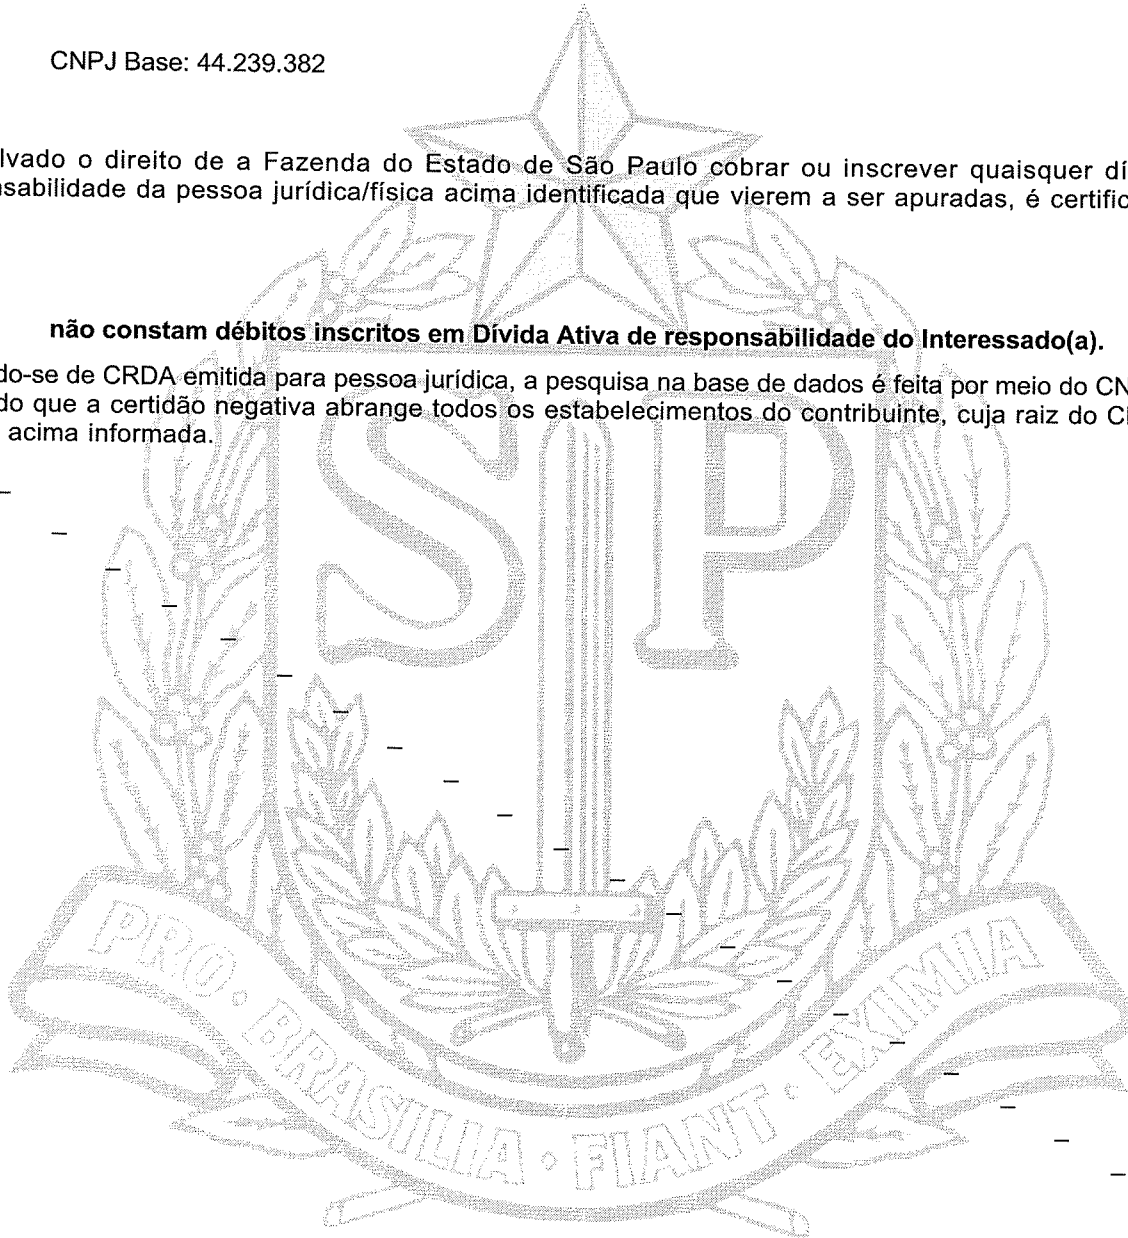 CNPJ Base: 44.239.382
lvado o direito de a Fazenda do Estado de São Paulo cobrar ou inscrever quaisquer dí
nsabilidade da pessoa jurídica/física acima identificada que vierem a ser apuradas, é certific
não constam débitos inscritos em Dívida Ativa de responsabilidade do Interessado(a).
do-se de CRDA emitida para pessoa jurídica, a pesquisa na base de dados é feita por meio do CN
do que a certidão negativa abrange todos os estabelecimentos do contribuinte, cuja raiz do C
acima informada.
SP
PRO • BRASILIA • FIANT • EXIMIA